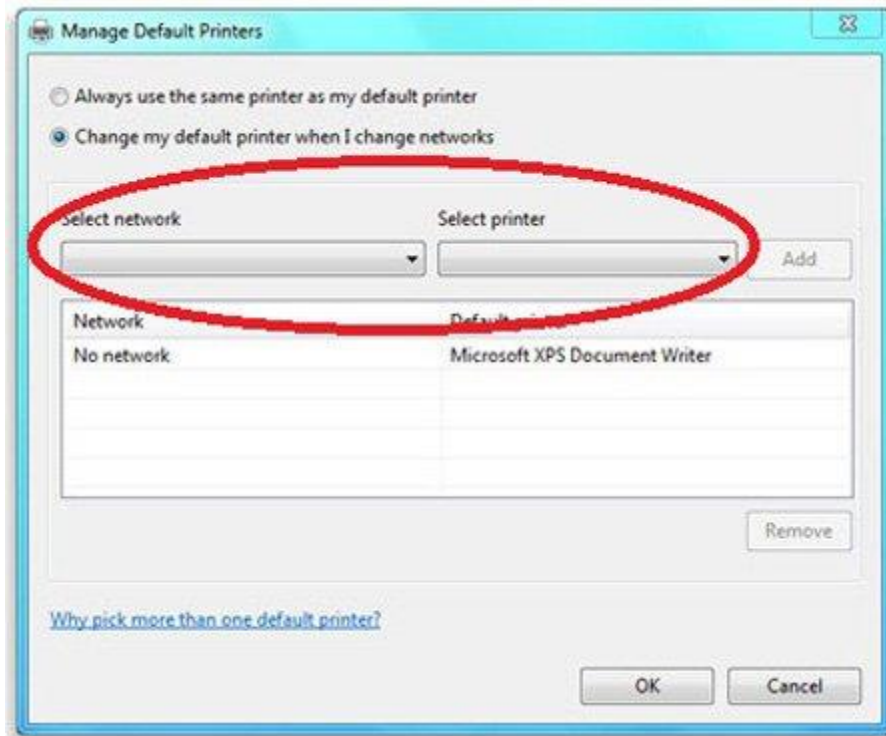 Manage Default Printers
Always use the same printer as my default printer
Change my default printer when I change networks
Select network Select printer
Add
Network Default printer
No network Microsoft XPS Document Writer
Remove
Why pick more than one default printer?
OK Cancel